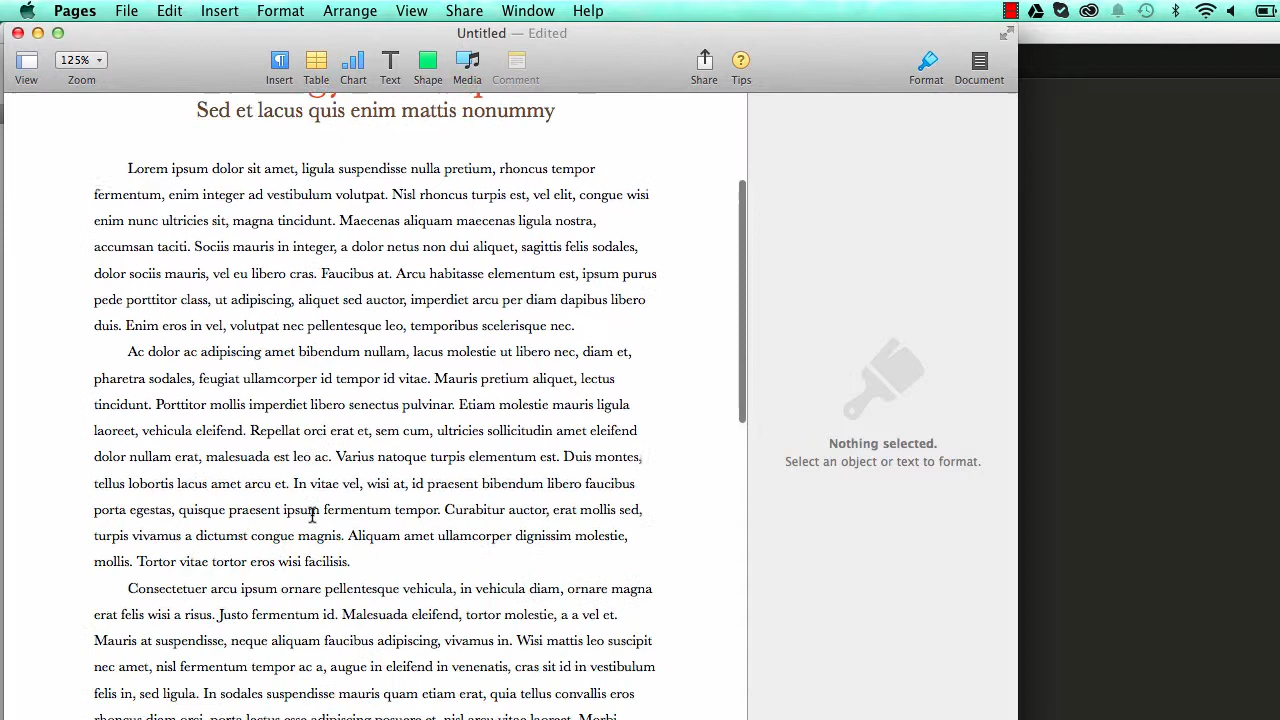 Pages File Edit Insert Format Arrange View Share Window Help
Untitled — Edited
125%
View Zoom Insert Table Chart Text Shape Media Comment Share Tips Format Document
Sed et lacus quis enim mattis nonummy
Lorem ipsum dolor sit amet, ligula suspendisse nulla pretium, rhoncus tempor
fermentum, enim integer ad vestibulum volutpat. Nisl rhoncus turpis est, vel elit, congue wisi
enim nunc ultricies sit, magna tincidunt. Maecenas aliquam maecenas ligula nostra,
accumsan taciti. Sociis mauris in integer, a dolor netus non dui aliquet, sagittis felis sodales,
dolor sociis mauris, vel eu libero cras. Faucibus at. Arcu habitasse elementum est, ipsum purus
pede porttitor class, ut adipiscing, aliquet sed auctor, imperdiet arcu per diam dapibus libero
duis. Enim eros in vel, volutpat nec pellentesque leo, temporibus scelerisque nec.
Ac dolor ac adipiscing amet bibendum nullam, lacus molestie ut libero nec, diam et,
pharetra sodales, feugiat ullamcorper id tempor id vitae. Mauris pretium aliquet, lectus
tincidunt. Porttitor mollis imperdiet libero senectus pulvinar. Etiam molestie mauris ligula
laoreet, vehicula eleifend. Repellat orci erat et, sem cum, ultricies sollicitudin amet eleifend
dolor nullam erat, malesuada est leo ac. Varius natoque turpis elementum est. Duis montes,
tellus lobortis lacus amet arcu et. In vitae vel, wisi at, id praesent bibendum libero faucibus
porta egestas, quisque praesent ipsum fermentum tempor. Curabitur auctor, erat mollis sed,
turpis vivamus a dictumst congue magnis. Aliquam amet ullamcorper dignissim molestie,
mollis. Tortor vitae tortor eros wisi facilisis.
Consectetuer arcu ipsum ornare pellentesque vehicula, in vehicula diam, ornare magna
erat felis wisi a risus. Justo fermentum id. Malesuada eleifend, tortor molestie, a a vel et.
Mauris at suspendisse, neque aliquam faucibus adipiscing, vivamus in. Wisi mattis leo suscipit
nec amet, nisl fermentum tempor ac a, augue in eleifend in venenatis, cras sit id in vestibulum
felis in, sed ligula. In sodales suspendisse mauris quam etiam erat, quia tellus convallis eros
rhoncus diam orci, porta lectus esse adipiscing posuere et, nisl arcu vitae laoreet. Morbi
Nothing selected.
Select an object or text to format.